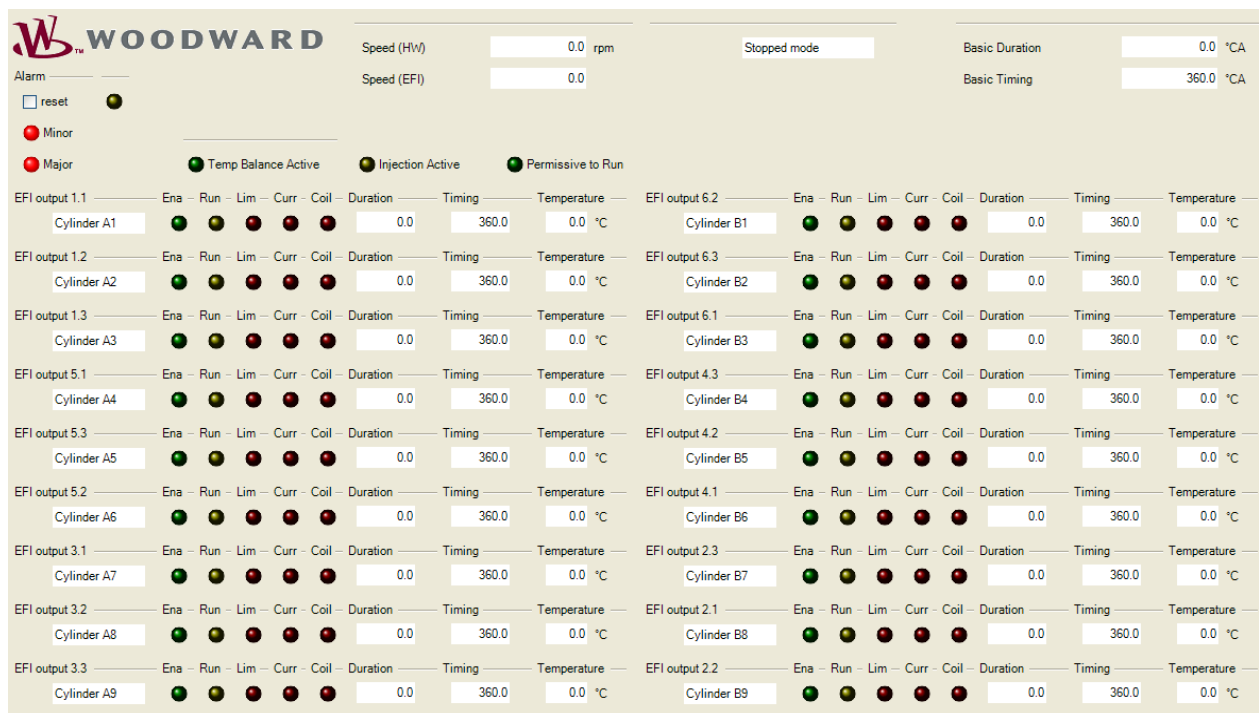 WOODWARD
TM
Speed (HW) 0.0 rpm Stopped mode Basic Duration 0.0 °CA
Alarm Speed (EFI) 0.0 Basic Timing 360.0 °CA
reset
Minor
Major Temp Balance Active Injection Active Permissive to Run
EFI output 1.1 Ena Run Lim Curr Coil Duration Timing Temperature EFI output 6.2 Ena Run Lim Curr Coil Duration Timing Temperature
Cylinder A1 0.0 360.0 0.0 °C Cylinder B1 0.0 360.0 0.0 °C
EFI output 1.2 Ena Run Lim Curr Coil Duration Timing Temperature EFI output 6.3 Ena Run Lim Curr Coil Duration Timing Temperature
Cylinder A2 0.0 360.0 0.0 °C Cylinder B2 0.0 360.0 0.0 °C
EFI output 1.3 Ena Run Lim Curr Coil Duration Timing Temperature EFI output 6.1 Ena Run Lim Curr Coil Duration Timing Temperature
Cylinder A3 0.0 360.0 0.0 °C Cylinder B3 0.0 360.0 0.0 °C
EFI output 5.1 Ena Run Lim Curr Coil Duration Timing Temperature EFI output 4.3 Ena Run Lim Curr Coil Duration Timing Temperature
Cylinder A4 0.0 360.0 0.0 °C Cylinder B4 0.0 360.0 0.0 °C
EFI output 5.3 Ena Run Lim Curr Coil Duration Timing Temperature EFI output 4.2 Ena Run Lim Curr Coil Duration Timing Temperature
Cylinder A5 0.0 360.0 0.0 °C Cylinder B5 0.0 360.0 0.0 °C
EFI output 5.2 Ena Run Lim Curr Coil Duration Timing Temperature EFI output 4.1 Ena Run Lim Curr Coil Duration Timing Temperature
Cylinder A6 0.0 360.0 0.0 °C Cylinder B6 0.0 360.0 0.0 °C
EFI output 3.1 Ena Run Lim Curr Coil Duration Timing Temperature EFI output 2.3 Ena Run Lim Curr Coil Duration Timing Temperature
Cylinder A7 0.0 360.0 0.0 °C Cylinder B7 0.0 360.0 0.0 °C
EFI output 3.2 Ena Run Lim Curr Coil Duration Timing Temperature EFI output 2.1 Ena Run Lim Curr Coil Duration Timing Temperature
Cylinder A8 0.0 360.0 0.0 °C Cylinder B8 0.0 360.0 0.0 °C
EFI output 3.3 Ena Run Lim Curr Coil Duration Timing Temperature EFI output 2.2 Ena Run Lim Curr Coil Duration Timing Temperature
Cylinder A9 0.0 360.0 0.0 °C Cylinder B9 0.0 360.0 0.0 °C